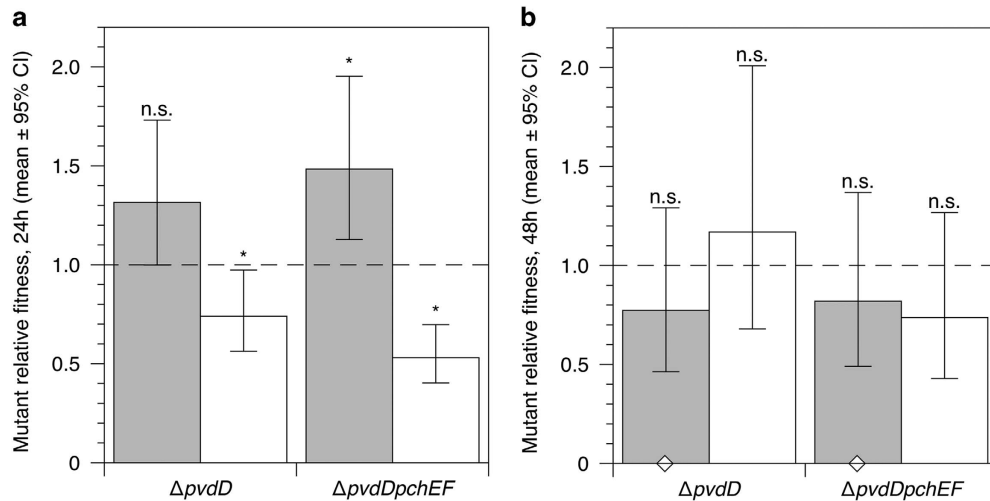 a
Mutant relative fitness, 24h (mean ± 95% CI)
2.0
1.5
1.0
0.5
0
n.s.
*
*
*
ΔpvdD
ΔpvdDpchEF
b
Mutant relative fitness, 48h (mean ± 95% CI)
2.0
1.5
1.0
0.5
0
n.s.
n.s.
n.s.
n.s.
ΔpvdD
ΔpvdDpchEF